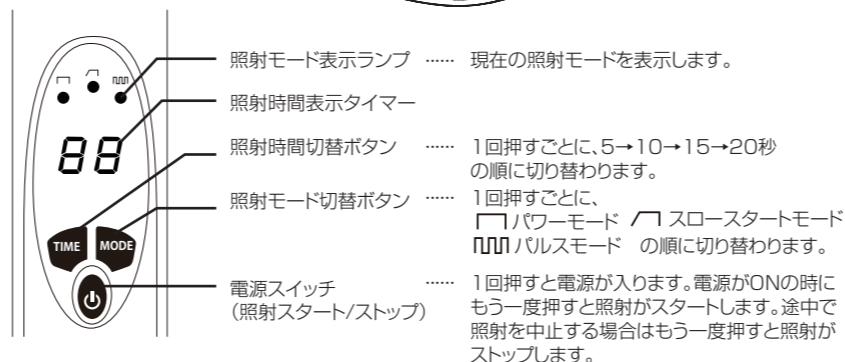 照射モード表示ランプ …… 現在の照射モードを表示します。
照射時間表示タイマー
88
照射時間切替ボタン …… 1回押すごとに、5→10→15→20秒
の順に切り替わります。
照射モード切替ボタン …… 1回押すごとに、
パワーモード スロースタートモード
パルスモード の順に切り替わります。
TIME MODE
電源スイッチ …… 1回押すと電源が入ります。電源がONの時に
(照射スタート/ストップ) もう一度押すと照射がスタートします。途中で
照射を中止する場合はもう一度押すと照射が
ストップします。